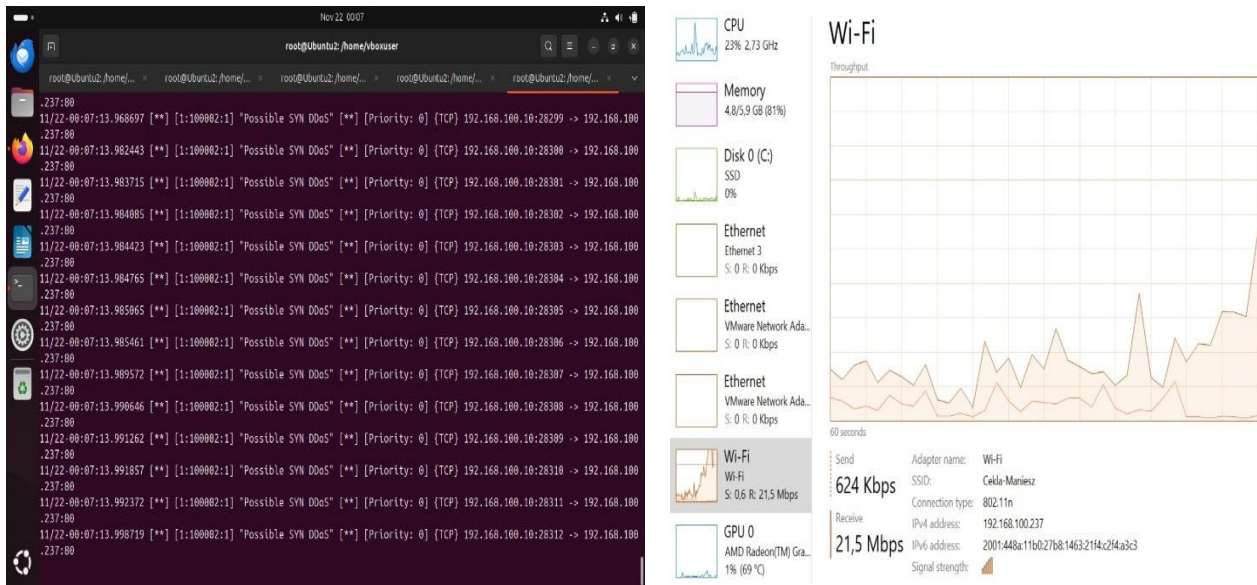 Nov 22 00:07
root@Ubuntu2: /home/vboxuser
root@Ubuntu2: /home/... × root@Ubuntu2: /home/... × root@Ubuntu2: /home/... × root@Ubuntu2: /home/... × root@Ubuntu2: /home/... ×
.237:80
11/22-00:07:13.968697 [**] [1:100002:1] "Possible SYN DDoS" [**] [Priority: 0] {TCP} 192.168.100.10:28299 -> 192.168.100
.237:80
11/22-00:07:13.982443 [**] [1:100002:1] "Possible SYN DDoS" [**] [Priority: 0] {TCP} 192.168.100.10:28300 -> 192.168.100
.237:80
11/22-00:07:13.983715 [**] [1:100002:1] "Possible SYN DDoS" [**] [Priority: 0] {TCP} 192.168.100.10:28301 -> 192.168.100
.237:80
11/22-00:07:13.984085 [**] [1:100002:1] "Possible SYN DDoS" [**] [Priority: 0] {TCP} 192.168.100.10:28302 -> 192.168.100
.237:80
11/22-00:07:13.984423 [**] [1:100002:1] "Possible SYN DDoS" [**] [Priority: 0] {TCP} 192.168.100.10:28303 -> 192.168.100
.237:80
11/22-00:07:13.984765 [**] [1:100002:1] "Possible SYN DDoS" [**] [Priority: 0] {TCP} 192.168.100.10:28304 -> 192.168.100
.237:80
11/22-00:07:13.985065 [**] [1:100002:1] "Possible SYN DDoS" [**] [Priority: 0] {TCP} 192.168.100.10:28305 -> 192.168.100
.237:80
11/22-00:07:13.985461 [**] [1:100002:1] "Possible SYN DDoS" [**] [Priority: 0] {TCP} 192.168.100.10:28306 -> 192.168.100
.237:80
11/22-00:07:13.989572 [**] [1:100002:1] "Possible SYN DDoS" [**] [Priority: 0] {TCP} 192.168.100.10:28307 -> 192.168.100
.237:80
11/22-00:07:13.990646 [**] [1:100002:1] "Possible SYN DDoS" [**] [Priority: 0] {TCP} 192.168.100.10:28308 -> 192.168.100
.237:80
11/22-00:07:13.991262 [**] [1:100002:1] "Possible SYN DDoS" [**] [Priority: 0] {TCP} 192.168.100.10:28309 -> 192.168.100
.237:80
11/22-00:07:13.991857 [**] [1:100002:1] "Possible SYN DDoS" [**] [Priority: 0] {TCP} 192.168.100.10:28310 -> 192.168.100
.237:80
11/22-00:07:13.992372 [**] [1:100002:1] "Possible SYN DDoS" [**] [Priority: 0] {TCP} 192.168.100.10:28311 -> 192.168.100
.237:80
11/22-00:07:13.998719 [**] [1:100002:1] "Possible SYN DDoS" [**] [Priority: 0] {TCP} 192.168.100.10:28312 -> 192.168.100
.237:80
CPU
23% 2,73 GHz
Memory
4,8/5,9 GB (81%)
Disk 0 (C:)
SSD
0%
Ethernet
Ethernet 3
S: 0 R: 0 Kbps
Ethernet
VMware Network Ada...
S: 0 R: 0 Kbps
Ethernet
VMware Network Ada...
S: 0 R: 0 Kbps
Wi-Fi
Wi-Fi
S: 0,6 R: 21,5 Mbps
GPU 0
AMD Radeon(TM) Gra...
1% (69 °C)
Wi-Fi
Throughput
60 seconds
Send
624 Kbps
Receive
21,5 Mbps
Adapter name: Wi-Fi
SSID: Cekla-Maniesz
Connection type: 802.11n
IPv4 address: 192.168.100.237
IPv6 address: 2001:448a:11b0:27b8:1463:21f4:c2f4:a3c3
Signal strength: